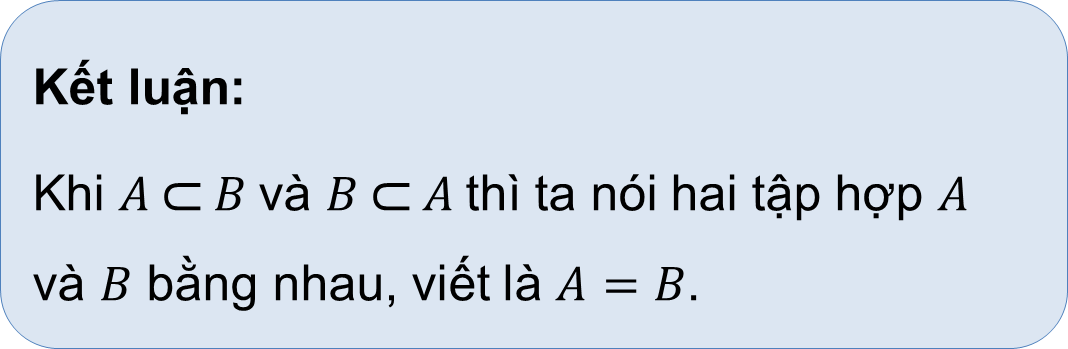 Kết luận:
Khi A ⊂ B và B ⊂ A thì ta nói hai tập hợp A
và B bằng nhau, viết là A = B.